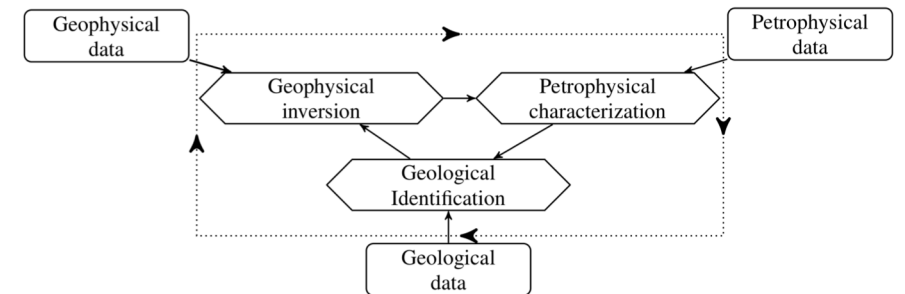 Geophysical
data
Petrophysical
data
Geophysical
inversion
Petrophysical
characterization
Geological
Identification
Geological
data